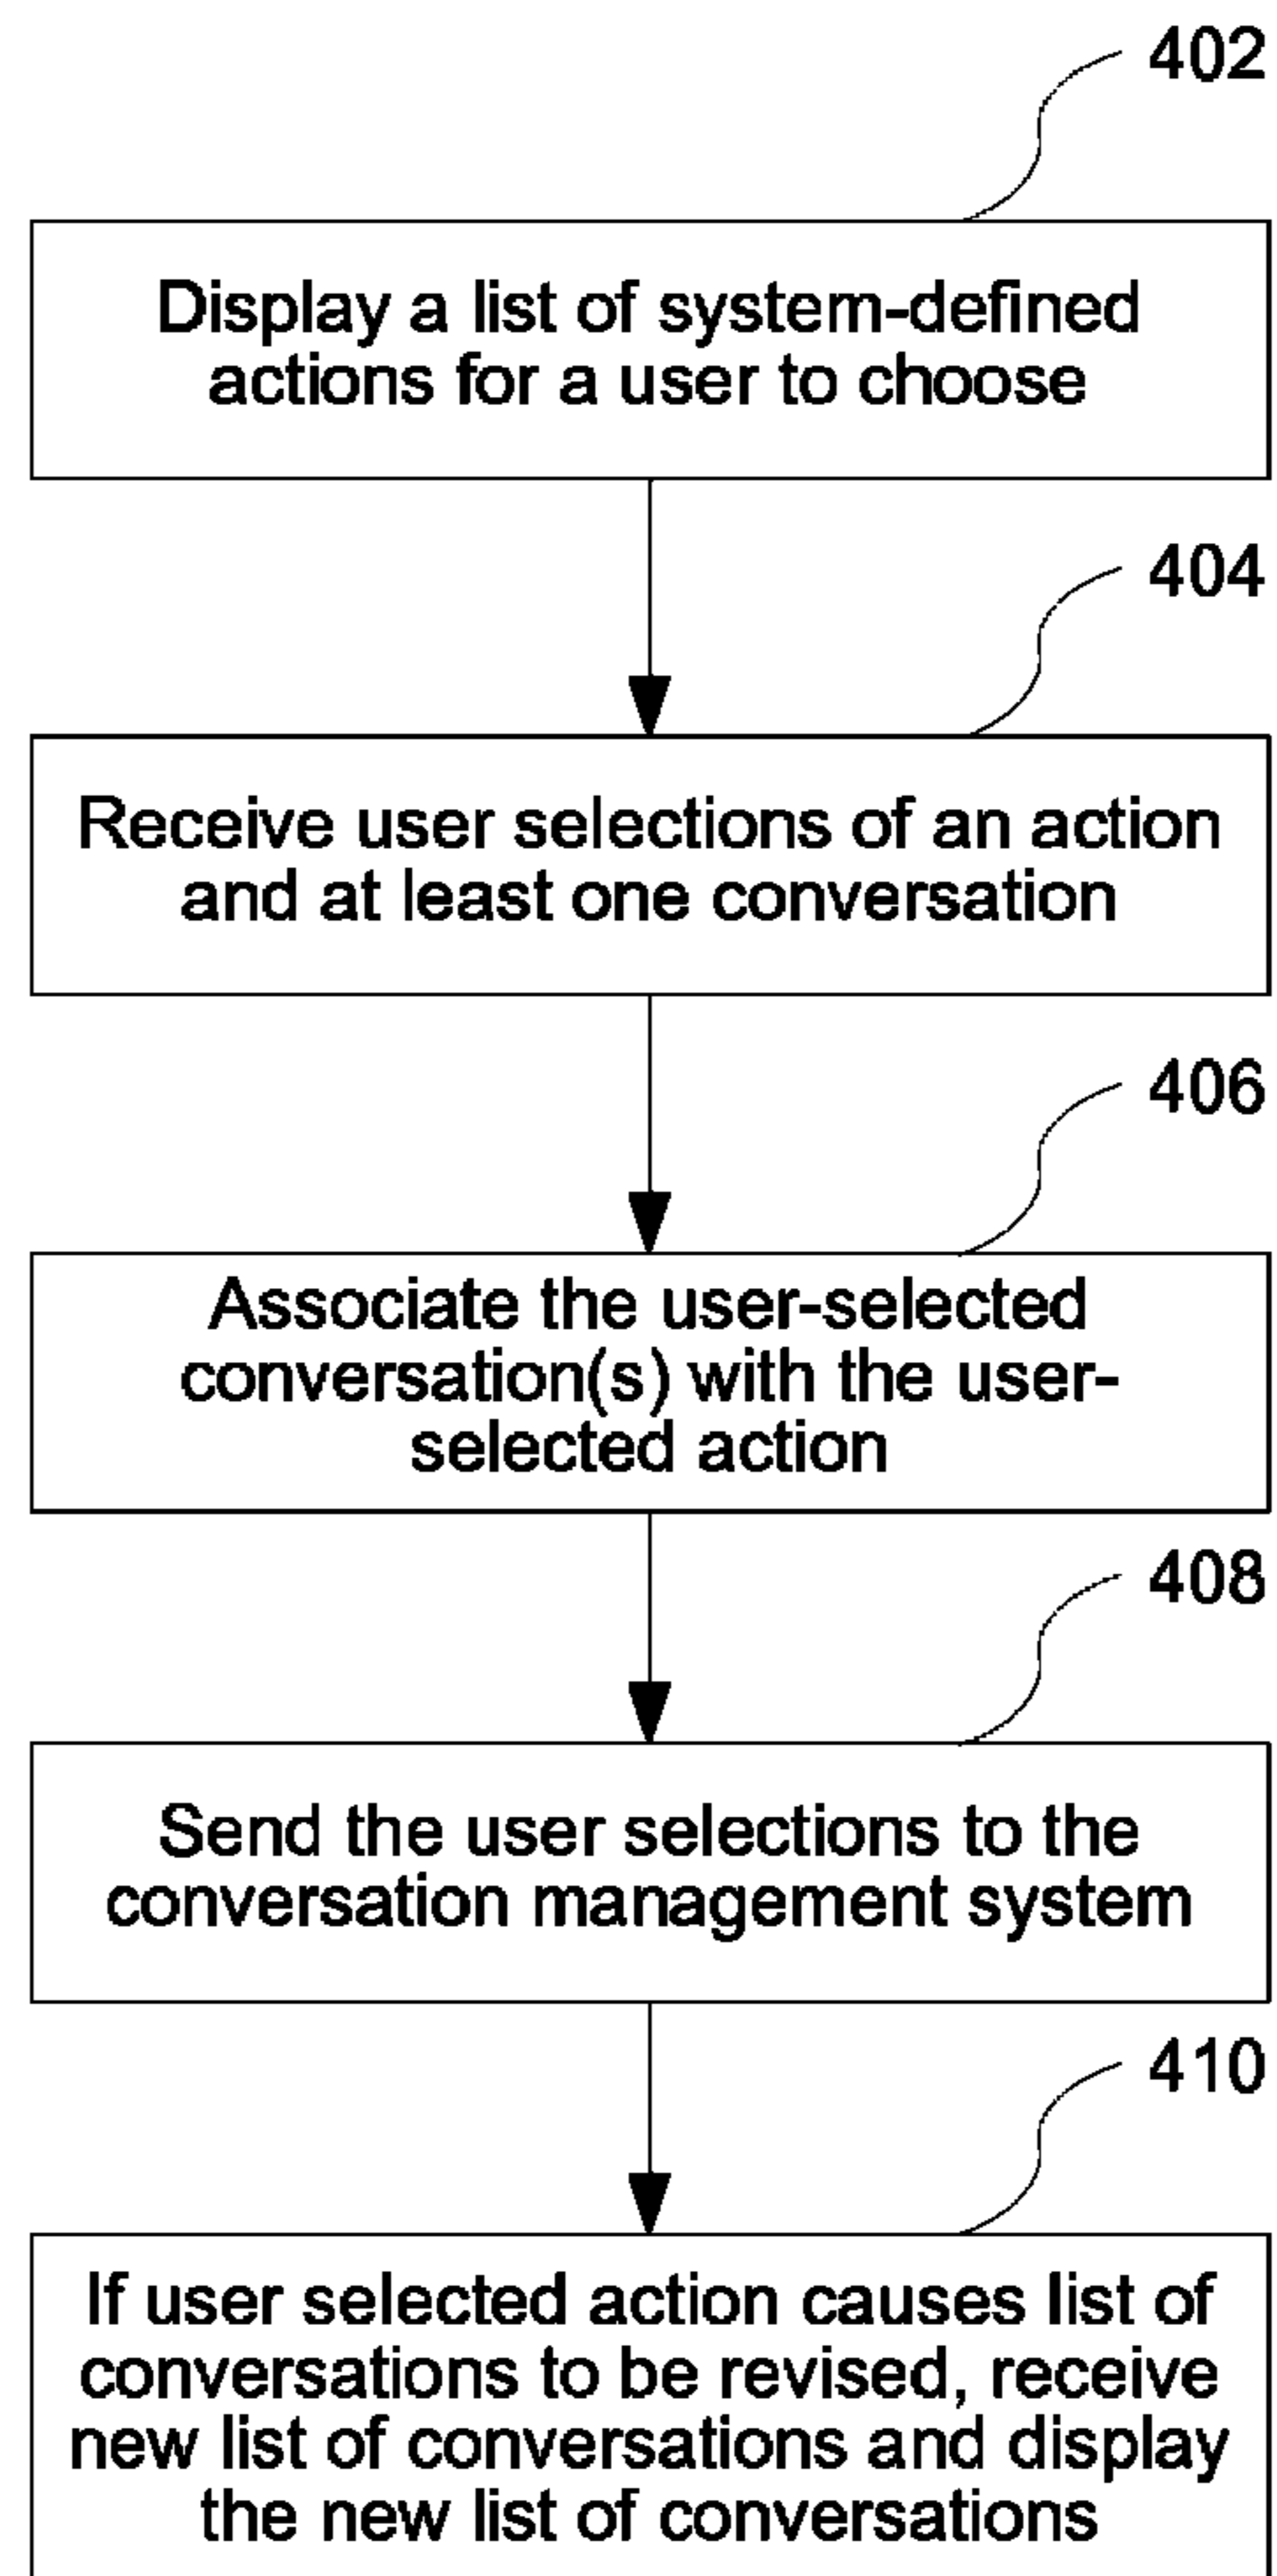 402
Display a list of system-defined
actions for a user to choose
404
Receive user selections of an action
and at least one conversation
406
Associate the user-selected
conversation(s) with the user-
selected action
408
Send the user selections to the
conversation management system
410
If user selected action causes list of
conversations to be revised, receive
new list of conversations and display
the new list of conversations